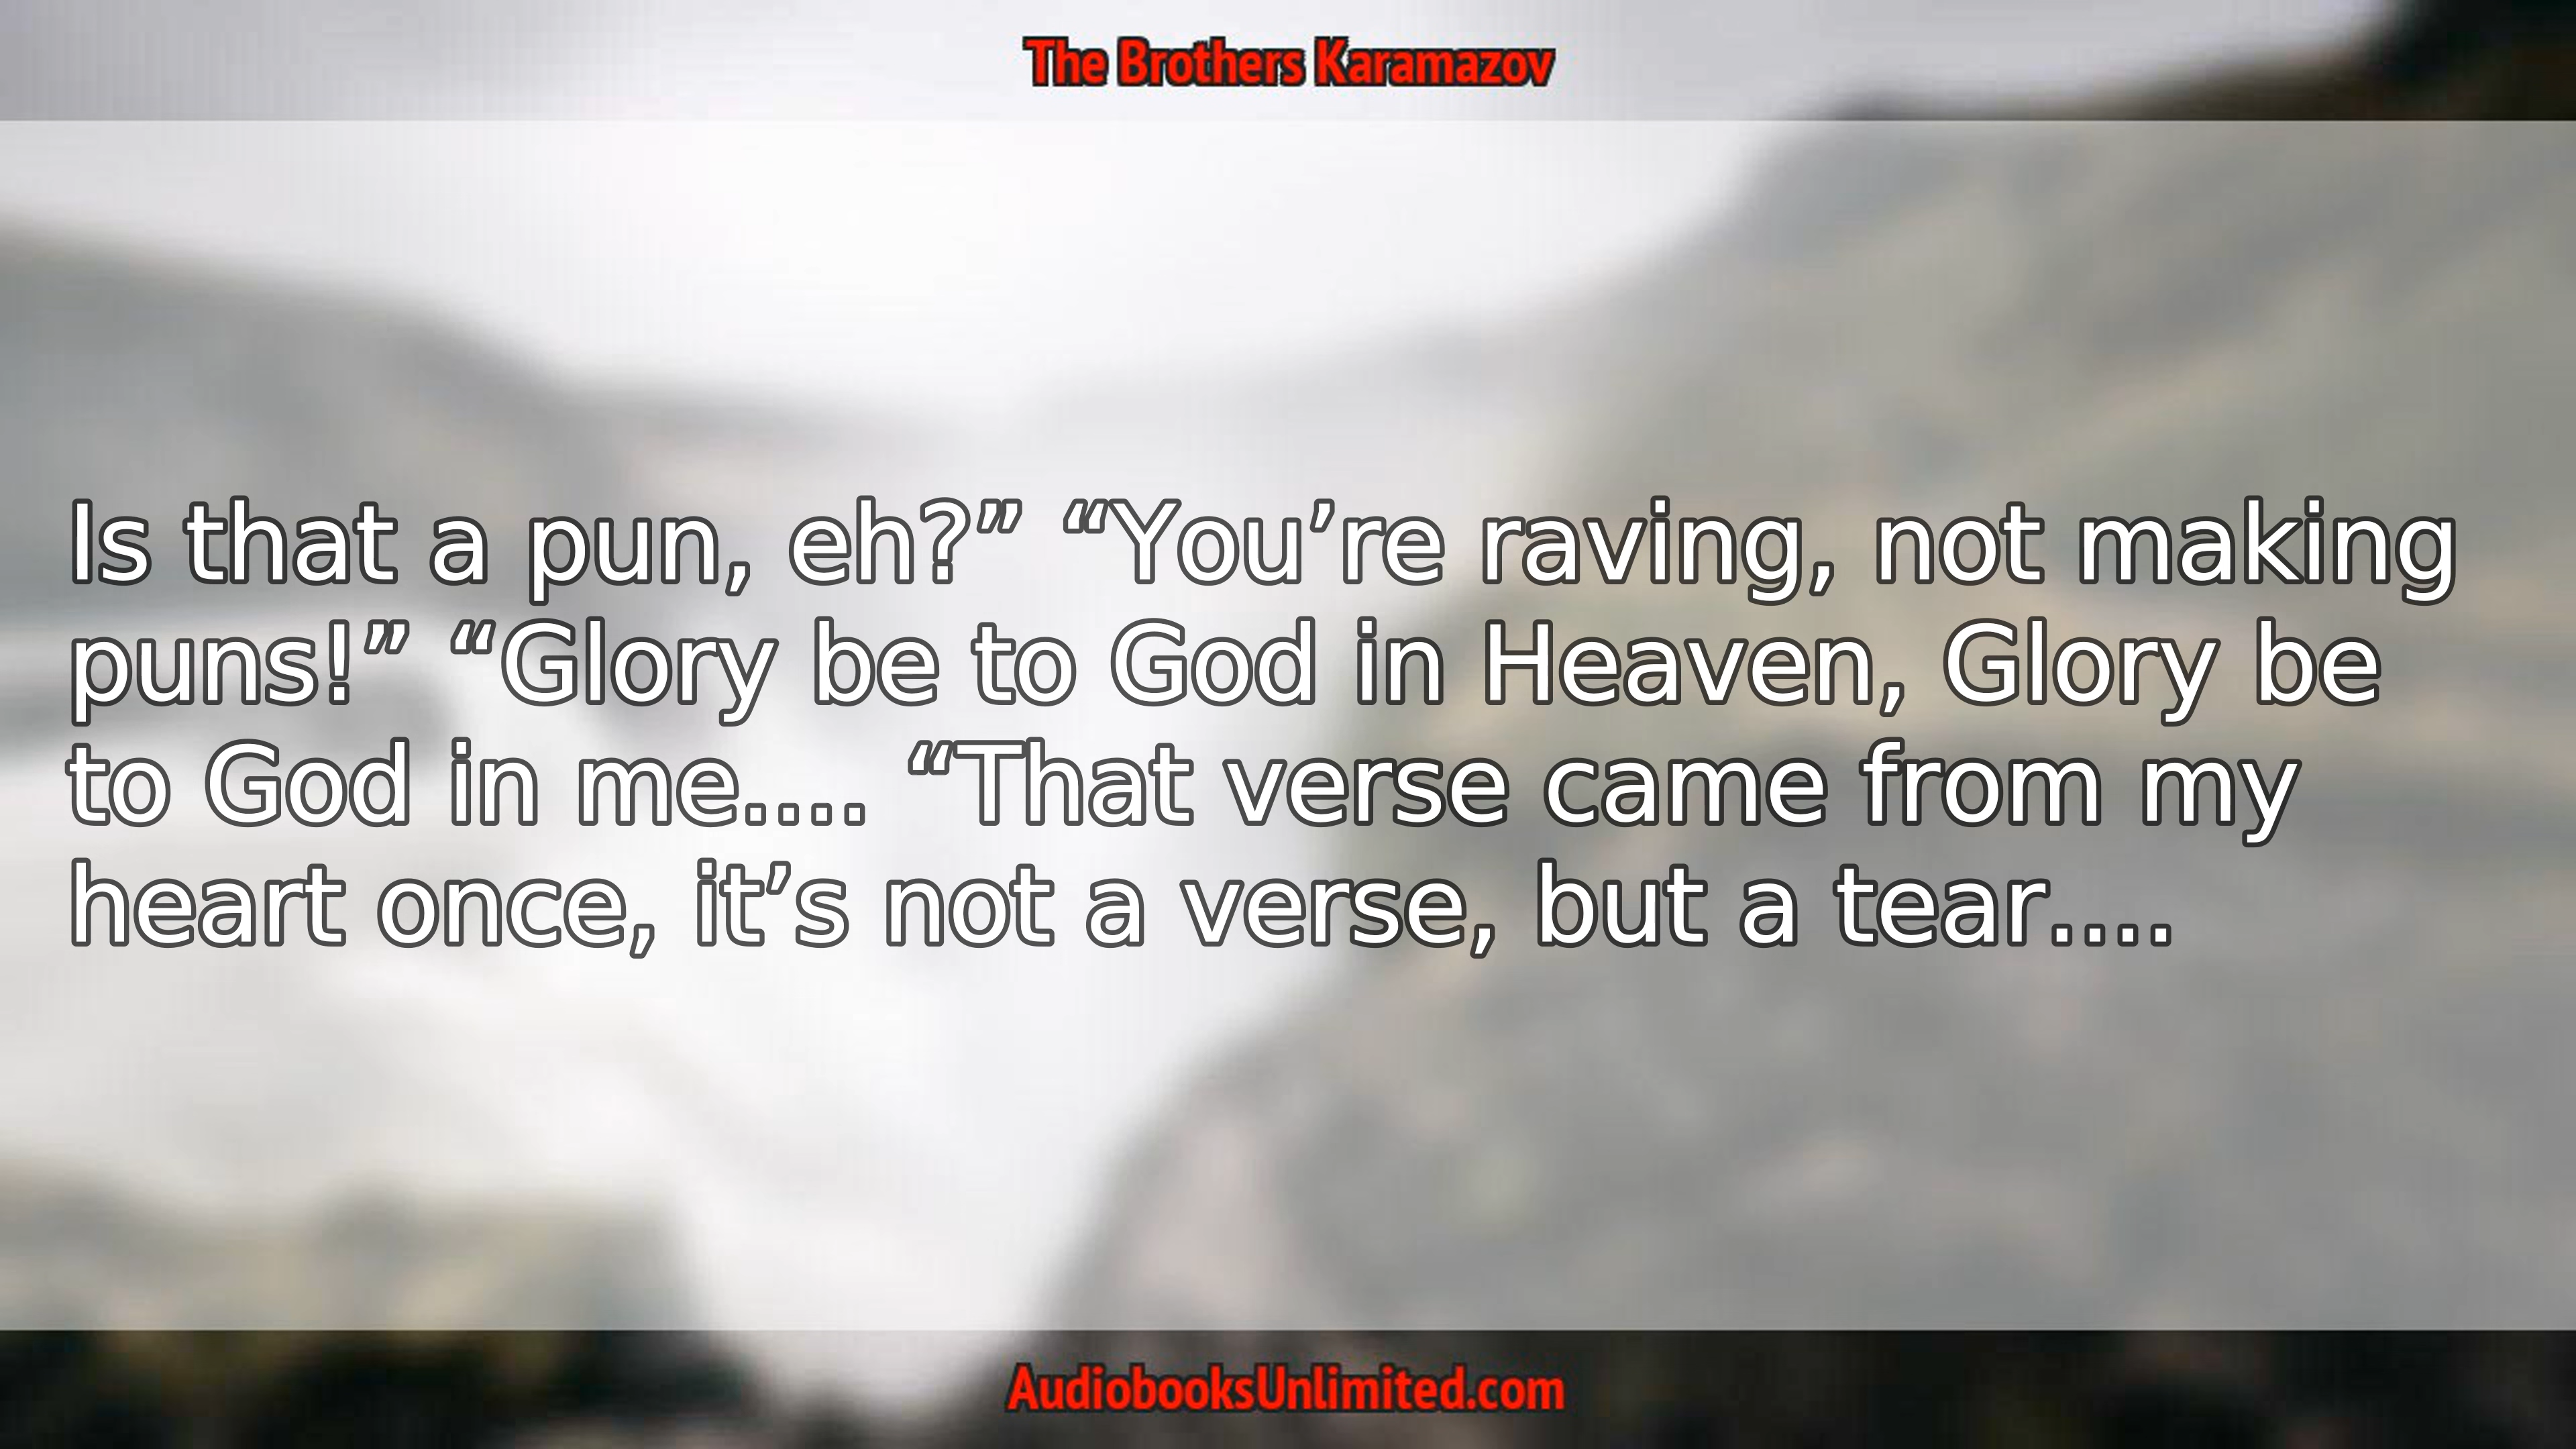 The Brothers Karamazov
Is that a pun, eh?” “You’re raving, not making
puns!” “Glory be to God in Heaven, Glory be
to God in me.... “That verse came from my
heart once, it’s not a verse, but a tear....
AudiobooksUnlimited.com